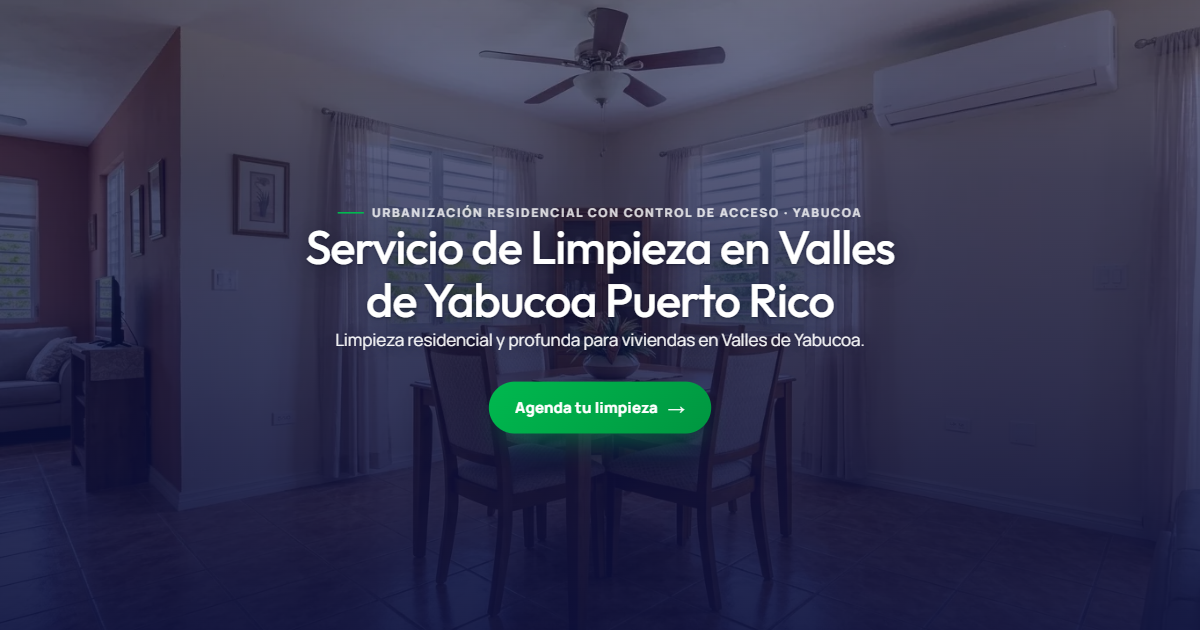 URBANIZACIÓN RESIDENCIAL CON CONTROL DE ACCESO · YABUCOA
Servicio de Limpieza en Valles
de Yabucoa Puerto Rico
Limpieza residencial y profunda para viviendas en Valles de Yabucoa.
Agenda tu limpieza →